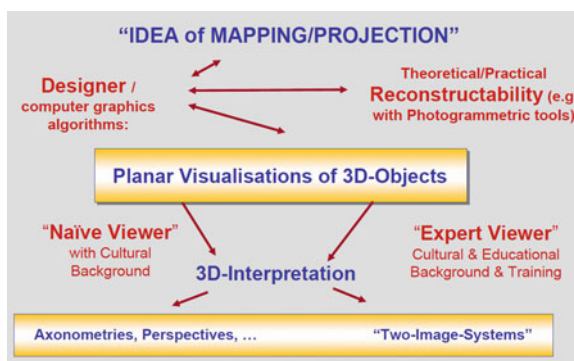 “IDEA of MAPPING/PROJECTION”
Designer /
computer graphics
algorithms:
Theoretical/Practical
Reconstructability (e.g
with Photogrammetric tools)
Planar Visualisations of 3D-Objects
“Naïve Viewer”
with Cultural
Background
“Expert Viewer”
Cultural & Educational
Background & Training
3D-Interpretation
Axonometries, Perspectives, …
“Two-Image-Systems”